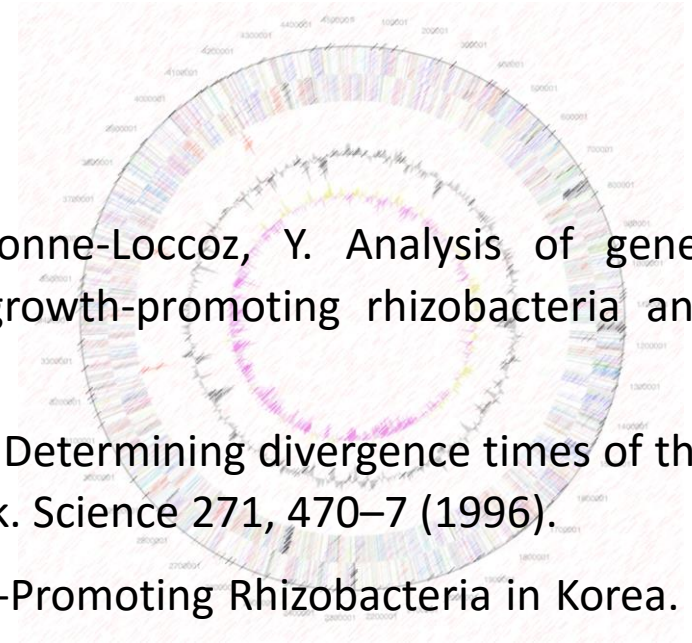 onne-Loccoz, Y. Analysis of gene
growth-promoting rhizobacteria an
Determining divergence times of th
k. Science 271, 470–7 (1996).
-Promoting Rhizobacteria in Korea.